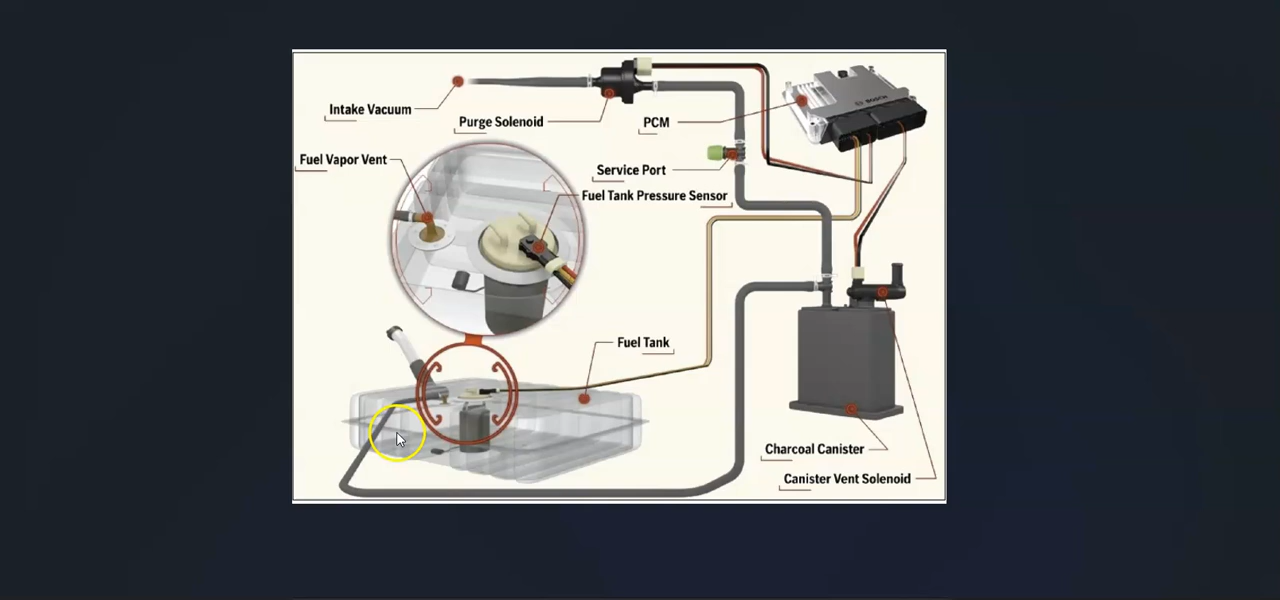 Intake Vacuum
Purge Solenoid
PCM
BOSCH
Fuel Vapor Vent
Service Port
Fuel Tank Pressure Sensor
Fuel Tank
Charcoal Canister
Canister Vent Solenoid